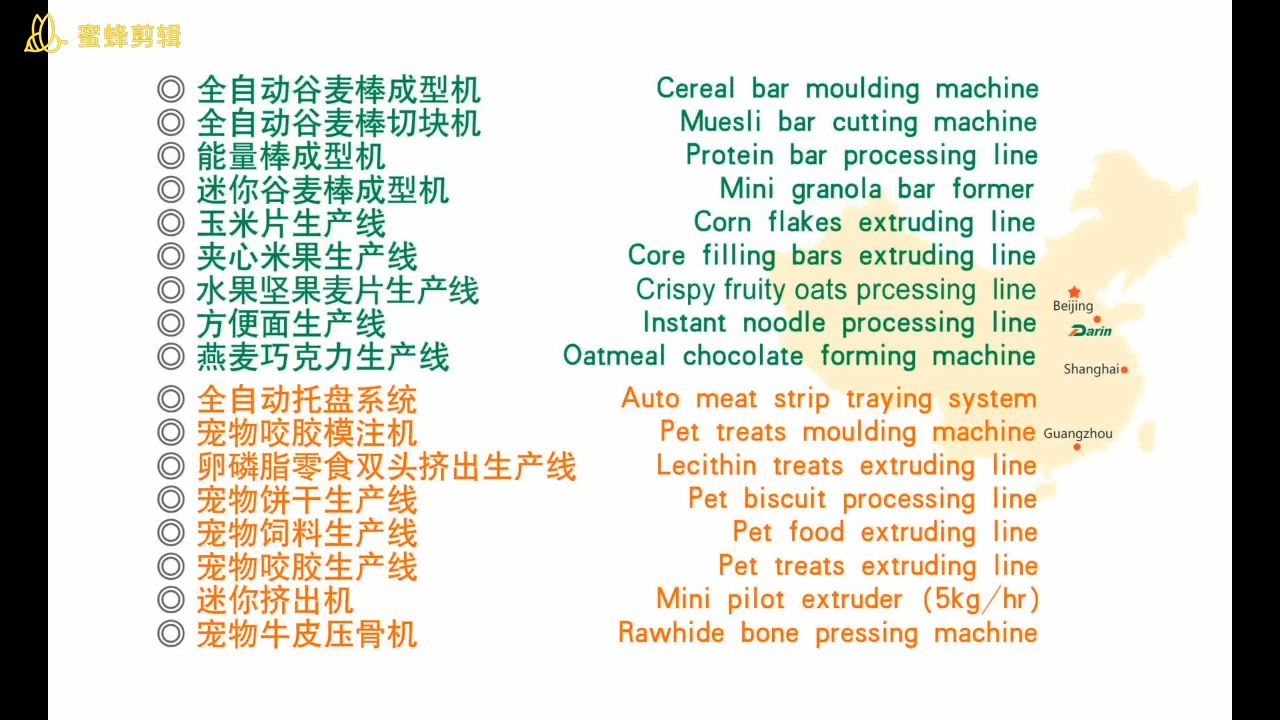 蜜蜂剪辑
◎ 全自动谷麦棒成型机 Cereal bar moulding machine
◎ 全自动谷麦棒切块机 Muesli bar cutting machine
◎ 能量棒成型机 Protein bar processing line
◎ 迷你谷麦棒成型机 Mini granola bar former
◎ 玉米片生产线 Corn flakes extruding line
◎ 夹心米果生产线 Core filling bars extruding line
◎ 水果坚果麦片生产线 Crispy fruity oats prcessing line
Beijing
◎ 方便面生产线 Instant noodle processing line
Darin
◎ 燕麦巧克力生产线 Oatmeal chocolate forming machine
Shanghai
◎ 全自动托盘系统 Auto meat strip traying system
◎ 宠物咬胶模注机 Pet treats moulding machine
Guangzhou
◎ 卵磷脂零食双头挤出生产线 Lecithin treats extruding line
◎ 宠物饼干生产线 Pet biscuit processing line
◎ 宠物饲料生产线 Pet food extruding line
◎ 宠物咬胶生产线 Pet treats extruding line
◎ 迷你挤出机 Mini pilot extruder (5kg/hr)
◎ 宠物牛皮压骨机 Rawhide bone pressing machine